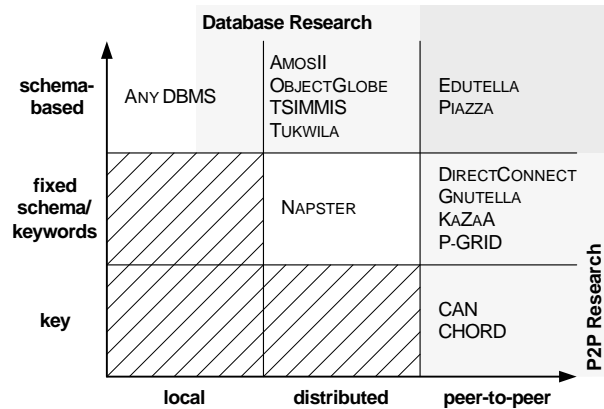 Database Research
schema-
based
ANY DBMS
AMOSII
OBJECTGLOBE
TSIMMIS
TUKWILA
EDUTELLA
PIAZZA
fixed
schema/
keywords
NAPSTER
DIRECTCONNECT
GNUTELLA
KAZAA
P-GRID
key
CAN
CHORD
P2P Research
local
distributed
peer-to-peer